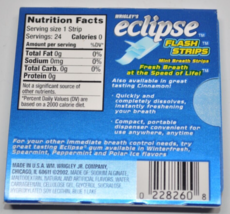 Nutrition Facts
Serving size 1 Strip
Servings: 24 Calories 0
Amount per serving %DV*
Total Fat 0g 0%
Sodium 0mg 0%
Total Carb. 0g 0%
Protein 0g
Not a significant source of other nutrients.
Percent Daily Values (DV) are based on a 2000 calorie diet.
WRIGLEY'S
eclipse
FLASH
STRIPS
Mint Breath Strips
Fresh Breath
at the Speed of Life!
Also available in great
tasting Cinnamon!
Quickly and
completely dissolves,
instantly freshening
your breath
Compact, portable
dispenser convenient for
use anywhere, anytime
For your other immediate breath control needs, try
great tasting Eclipse gum available in Winterfresh,
Spearmint, Peppermint and Polar Ice flavors
MADE IN U.S.A. WM. WRIGLEY JR. COMPANY,
CHICAGO, IL
0 228260 8